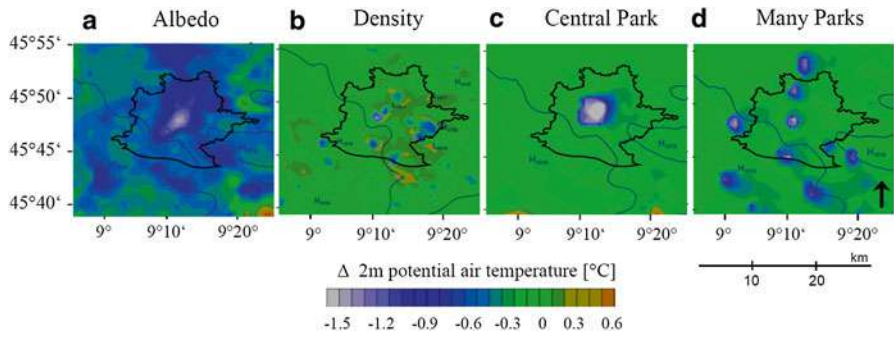 a Albedo b Density c Central Park d Many Parks
45°55‘
45°50‘
45°45‘
45°40‘
9° 9°10‘ 9°20‘ 9° 9°10‘ 9°20‘ 9° 9°10‘ 9°20‘ 9° 9°10‘ 9°20‘
km
10 20
Δ 2m potential air temperature [°C]
-1.5 -1.2 -0.9 -0.6 -0.3 0 0.3 0.6